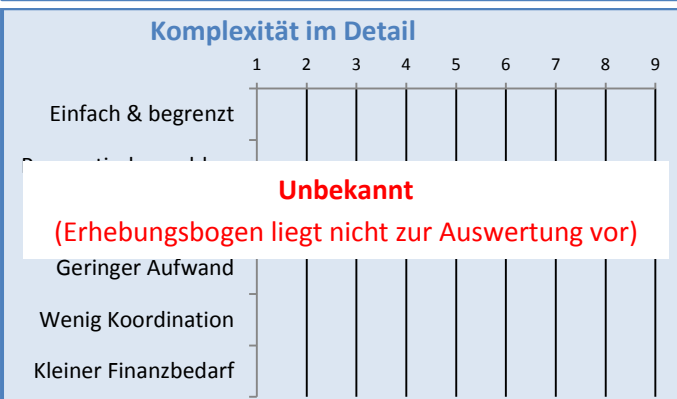 Komplexität im Detail
1 2 3 4 5 6 7 8 9
Einfach & begrenzt
Unbekannt
(Erhebungsbogen liegt nicht zur Auswertung vor)
Geringer Aufwand
Wenig Koordination
Kleiner Finanzbedarf